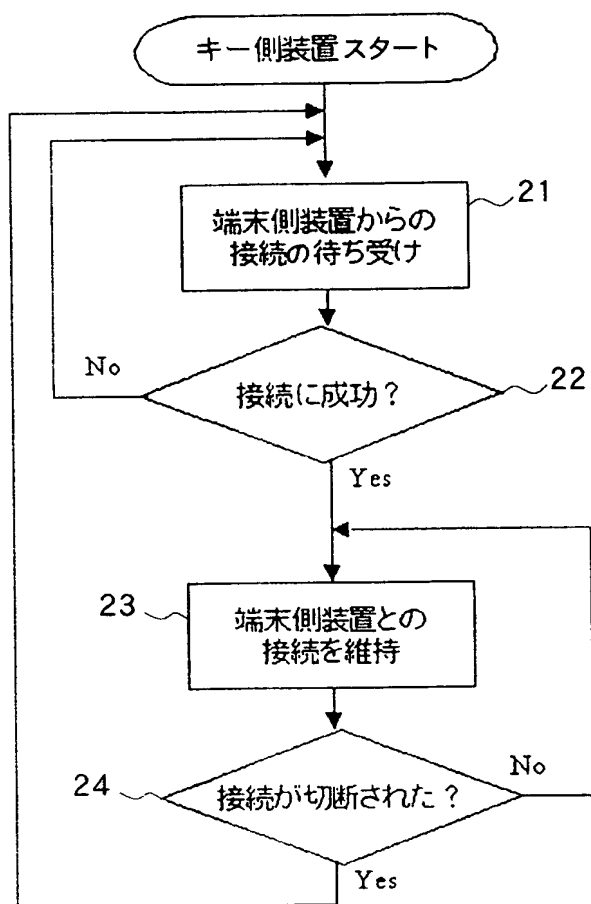 キー側装置スタート
21
端末側装置からの
接続の待ち受け
No
接続に成功？
22
Yes
23
端末側装置との
接続を維持
24
接続が切断された？
No
Yes